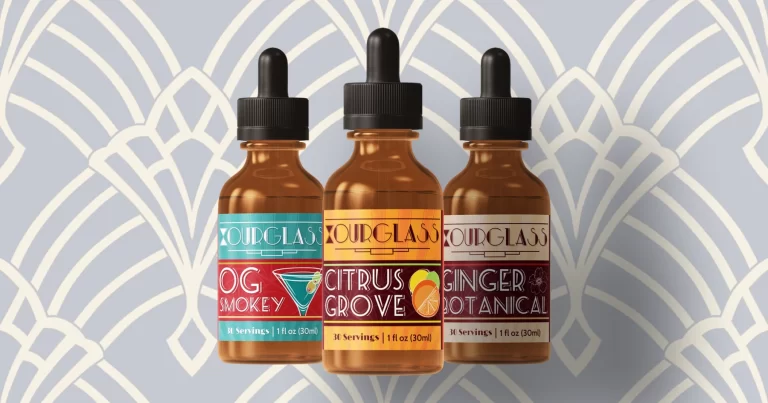 HOURGLASS
OG
SMOKEY
30 Servings | 1 fl oz (30ml)
HOURGLASS
CITRUS
GROVE
30 Servings | 1 fl oz (30ml)
HOURGLASS
GINGER
BOTANICAL
30 Servings | 1 fl oz (30ml)